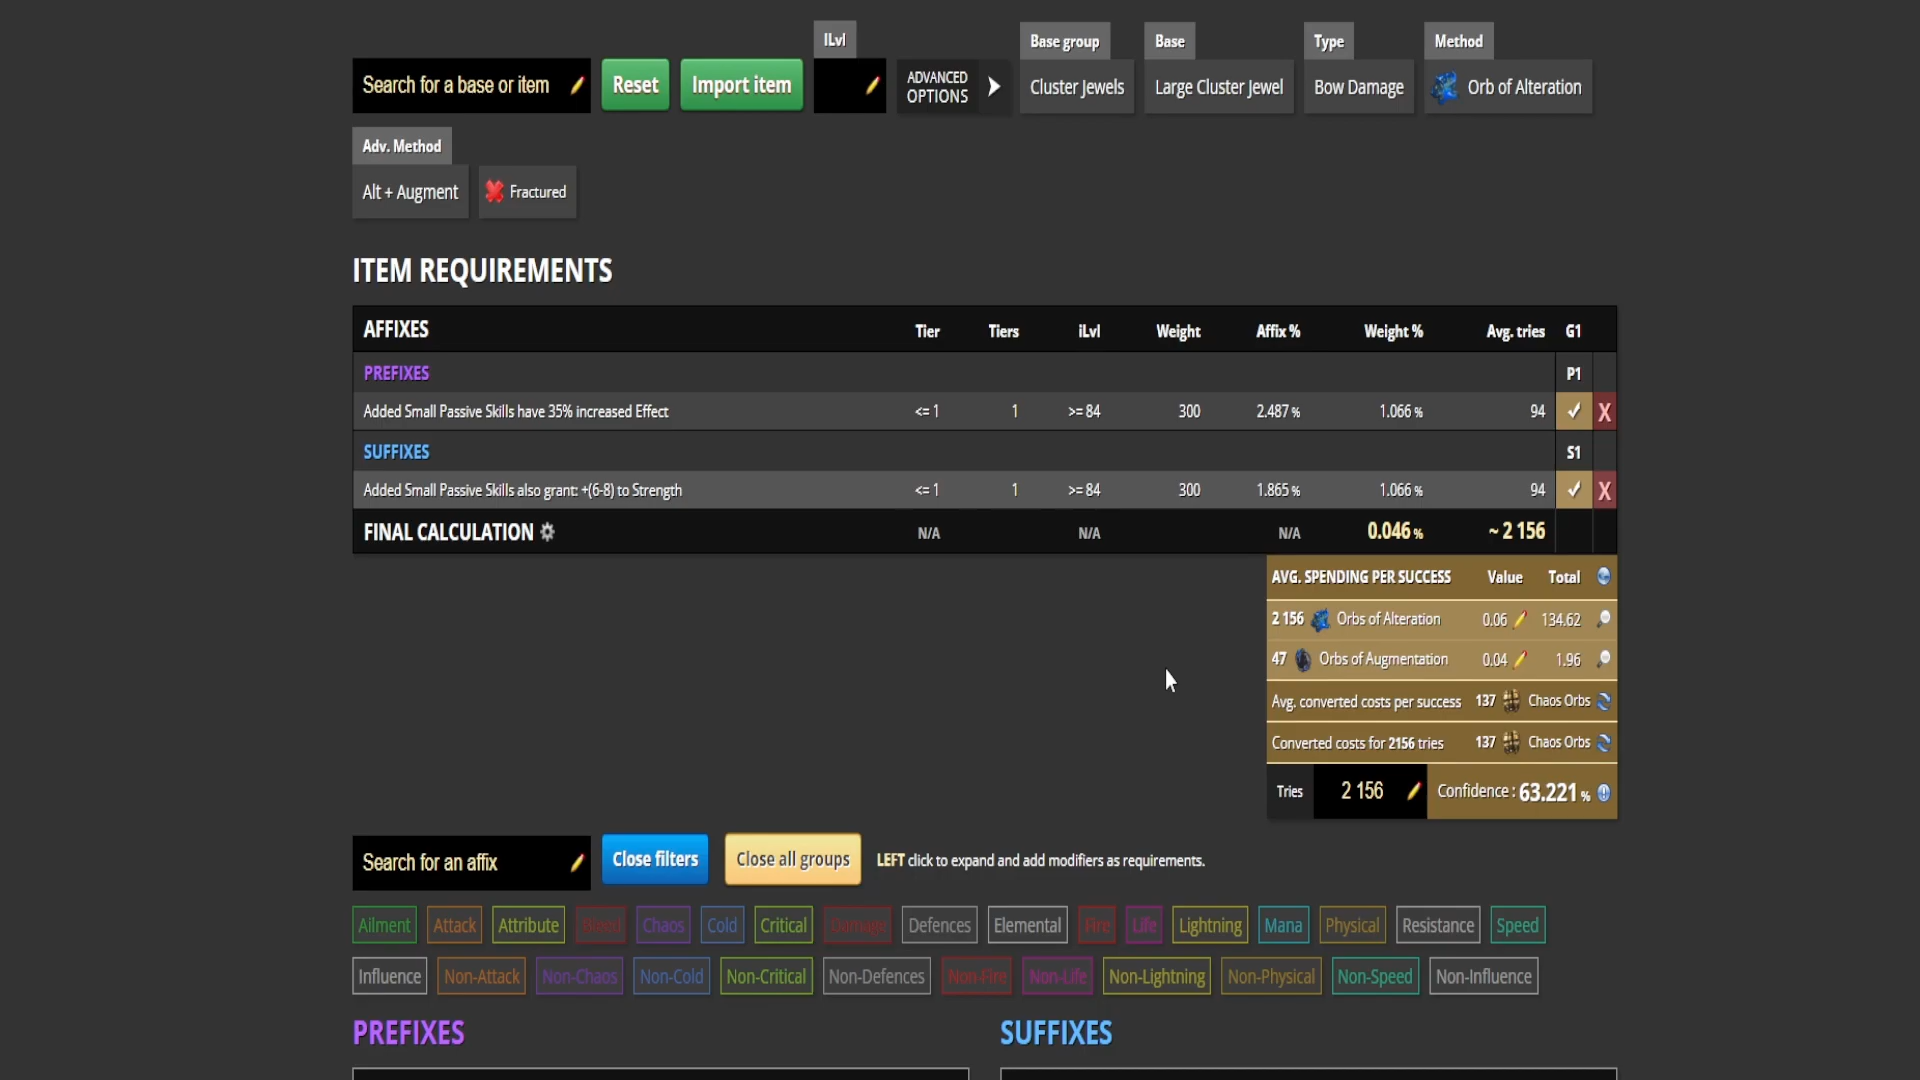 ILvl
Base group Base Type Method
Search for a base or item Reset Import item ADVANCED OPTIONS Cluster Jewels Large Cluster Jewel Bow Damage Orb of Alteration
Adv. Method
Alt + Augment Fractured
ITEM REQUIREMENTS
AFFIXES Tier Tiers iLvl Weight Affix % Weight % Avg. tries G1
PREFIXES P1
Added Small Passive Skills have 35% increased Effect <= 1 1 >= 84 300 2.487 % 1.066 % 94 X
SUFFIXES S1
Added Small Passive Skills also grant: +(6-8) to Strength <= 1 1 >= 84 300 1.865 % 1.066 % 94 X
FINAL CALCULATION N/A N/A N/A 0.046 % ~ 2 156
AVG. SPENDING PER SUCCESS Value Total
2 156 Orbs of Alteration 0.06 134.62
47 Orbs of Augmentation 0.04 1.96
Avg. converted costs per success 137 Chaos Orbs
Converted costs for 2156 tries 137 Chaos Orbs
Tries 2 156 Confidence : 63.221 %
Search for an affix Close filters Close all groups LEFT click to expand and add modifiers as requirements.
Ailment Attack Attribute Chaos Cold Critical Damage Defences Elemental Fire Life Lightning Mana Physical Resistance Speed
Influence Non-Attack Non-Chaos Non-Cold Non-Critical Non-Defences Non-Fire Non-Life Non-Lightning Non-Physical Non-Speed Non-Influence
PREFIXES SUFFIXES